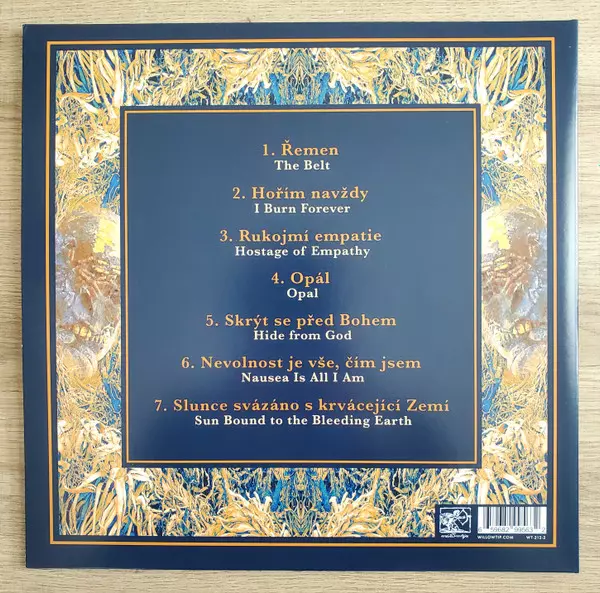 1. Řemen
The Belt
2. Hořím navždy
I Burn Forever
3. Rukojmí empatie
Hostage of Empathy
4. Opál
Opal
5. Skrýt se před Bohem
Hide from God
6. Nevolnost je vše, čím jsem
Nausea Is All I Am
7. Slunce svázáno s krvácející Zemí
Sun Bound to the Bleeding Earth
WILLOWTIP.COM